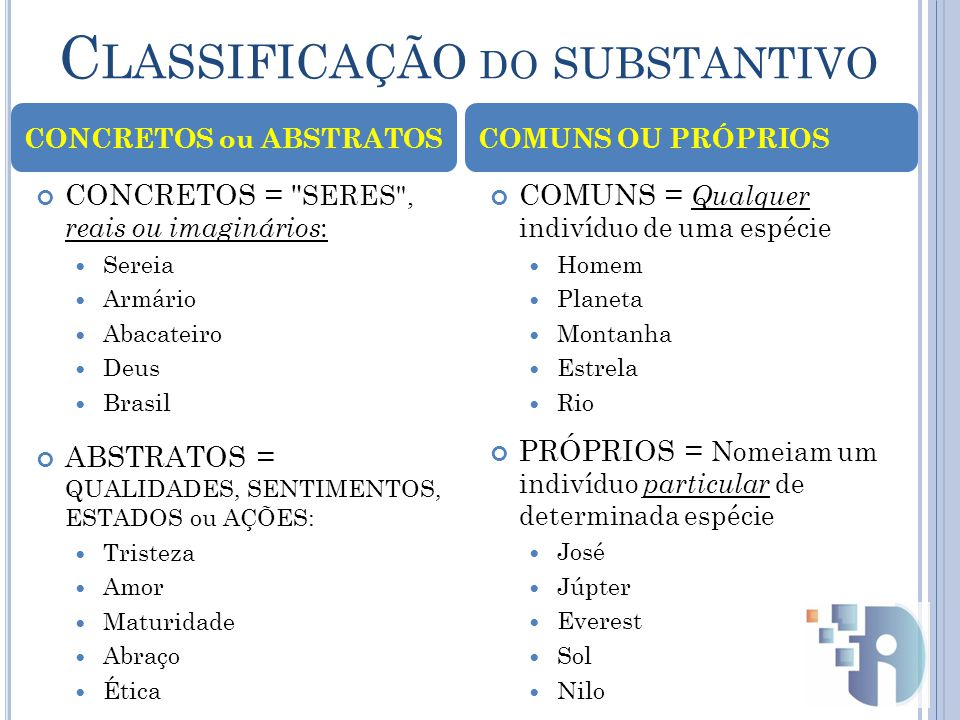 CLASSIFICAÇÃO DO SUBSTANTIVO
CONCRETOS ou ABSTRATOS
CONCRETOS = "SERES",
reais ou imaginários:
Sereia
Armário
Abacateiro
Deus
Brasil
ABSTRATOS =
QUALIDADES, SENTIMENTOS,
ESTADOS ou AÇÕES:
Tristeza
Amor
Maturidade
Abraço
Ética
COMUNS OU PRÓPRIOS
COMUNS = Qualquer
indivíduo de uma espécie
Homem
Planeta
Montanha
Estrela
Rio
PRÓPRIOS = Nomeiam um
indivíduo particular de
determinada espécie
José
Júpter
Everest
Sol
Nilo